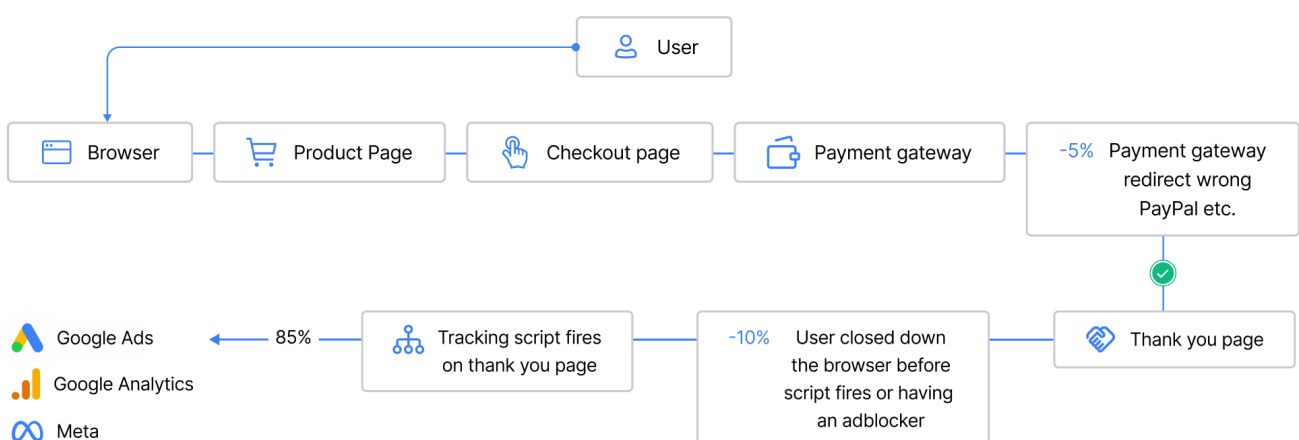 User
Browser
Product Page
Checkout page
Payment gateway
-5% Payment gateway
redirect wrong
PayPal etc.
Thank you page
-10% User closed down
the browser before
script fires or having
an adblocker
Tracking script fires
on thank you page
85%
Google Ads
Google Analytics
Meta